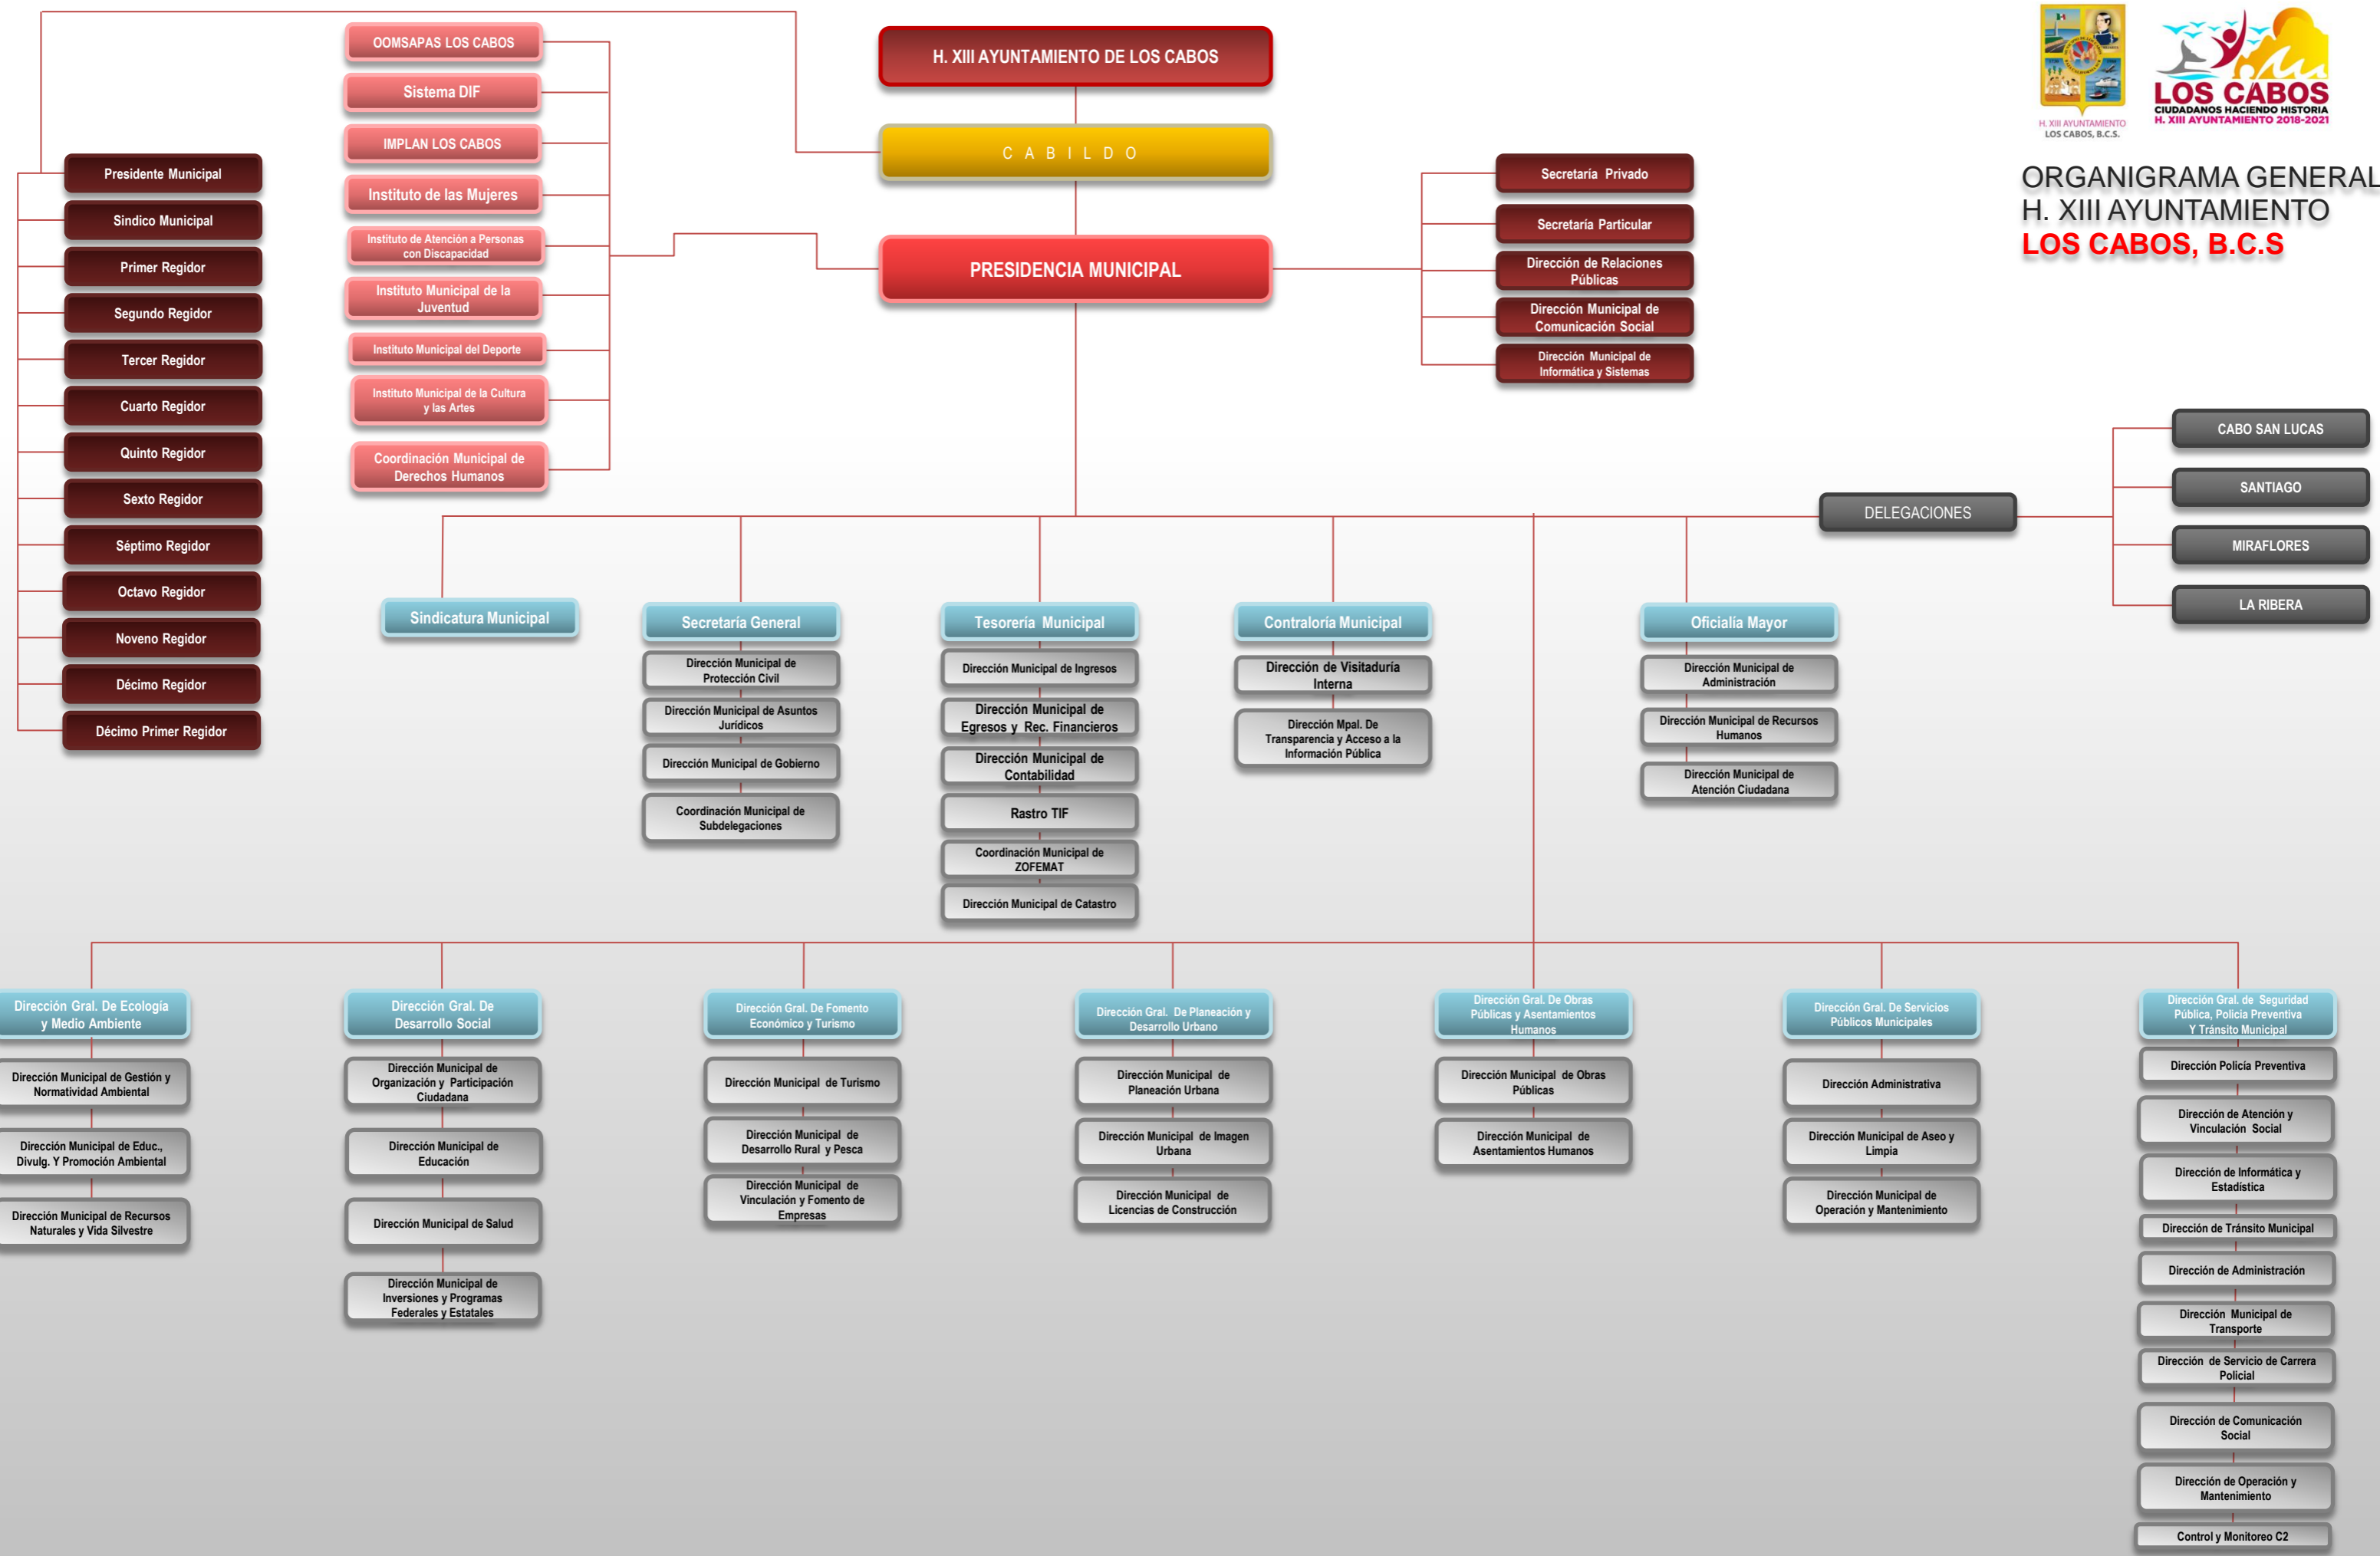 H. XIII AYUNTAMIENTO
LOS CABOS, B.C.S.
LOS CABOS
CIUDADANOS HACIENDO HISTORIA
H. XIII AYUNTAMIENTO 2018-2021
ORGANIGRAMA GENERAL
H. XIII AYUNTAMIENTO
LOS CABOS, B.C.S
H. XIII AYUNTAMIENTO DE LOS CABOS
C A B I L D O
PRESIDENCIA MUNICIPAL
Presidente Municipal
Sindico Municipal
Primer Regidor
Segundo Regidor
Tercer Regidor
Cuarto Regidor
Quinto Regidor
Sexto Regidor
Séptimo Regidor
Octavo Regidor
Noveno Regidor
Décimo Regidor
Décimo Primer Regidor
OOMSAPAS LOS CABOS
Sistema DIF
IMPLAN LOS CABOS
Instituto de las Mujeres
Instituto de Atención a Personas
con Discapacidad
Instituto Municipal de la
Juventud
Instituto Municipal del Deporte
Instituto Municipal de la Cultura
y las Artes
Coordinación Municipal de
Derechos Humanos
Secretaría Privado
Secretaría Particular
Dirección de Relaciones
Públicas
Dirección Municipal de
Comunicación Social
Dirección Municipal de
Informática y Sistemas
DELEGACIONES
CABO SAN LUCAS
SANTIAGO
MIRAFLORES
LA RIBERA
Sindicatura Municipal
Secretaría General
Dirección Municipal de
Protección Civil
Dirección Municipal de Asuntos
Jurídicos
Dirección Municipal de Gobierno
Coordinación Municipal de
Subdelegaciones
Tesorería Municipal
Dirección Municipal de Ingresos
Dirección Municipal de
Egresos y Rec. Financieros
Dirección Municipal de
Contabilidad
Rastro TIF
Coordinación Municipal de
ZOFEMAT
Dirección Municipal de Catastro
Contraloría Municipal
Dirección de Visitaduría
Interna
Dirección Mpal. De
Transparencia y Acceso a la
Información Pública
Oficialía Mayor
Dirección Municipal de
Administración
Dirección Municipal de Recursos
Humanos
Dirección Municipal de
Atención Ciudadana
Dirección Gral. De Ecología
y Medio Ambiente
Dirección Municipal de Gestión y
Normatividad Ambiental
Dirección Municipal de Educ.,
Divulg. Y Promoción Ambiental
Dirección Municipal de Recursos
Naturales y Vida Silvestre
Dirección Gral. De
Desarrollo Social
Dirección Municipal de
Organización y Participación
Ciudadana
Dirección Municipal de
Educación
Dirección Municipal de Salud
Dirección Municipal de
Inversiones y Programas
Federales y Estatales
Dirección Gral. De Fomento
Económico y Turismo
Dirección Municipal de Turismo
Dirección Municipal de
Desarrollo Rural y Pesca
Dirección Municipal de
Vinculación y Fomento de
Empresas
Dirección Gral. De Planeación y
Desarrollo Urbano
Dirección Municipal de
Planeación Urbana
Dirección Municipal de Imagen
Urbana
Dirección Municipal de
Licencias de Construcción
Dirección Gral. De Obras
Públicas y Asentamientos
Humanos
Dirección Municipal de Obras
Públicas
Dirección Municipal de
Asentamientos Humanos
Dirección Gral. De Servicios
Públicos Municipales
Dirección Administrativa
Dirección Municipal de Aseo y
Limpia
Dirección Municipal de
Operación y Mantenimiento
Dirección Gral. de Seguridad
Pública, Policía Preventiva
Y Tránsito Municipal
Dirección Policía Preventiva
Dirección de Atención y
Vinculación Social
Dirección de Informática y
Estadística
Dirección de Tránsito Municipal
Dirección de Administración
Dirección Municipal de
Transporte
Dirección de Servicio de Carrera
Policial
Dirección de Comunicación
Social
Dirección de Operación y
Mantenimiento
Control y Monitoreo C2